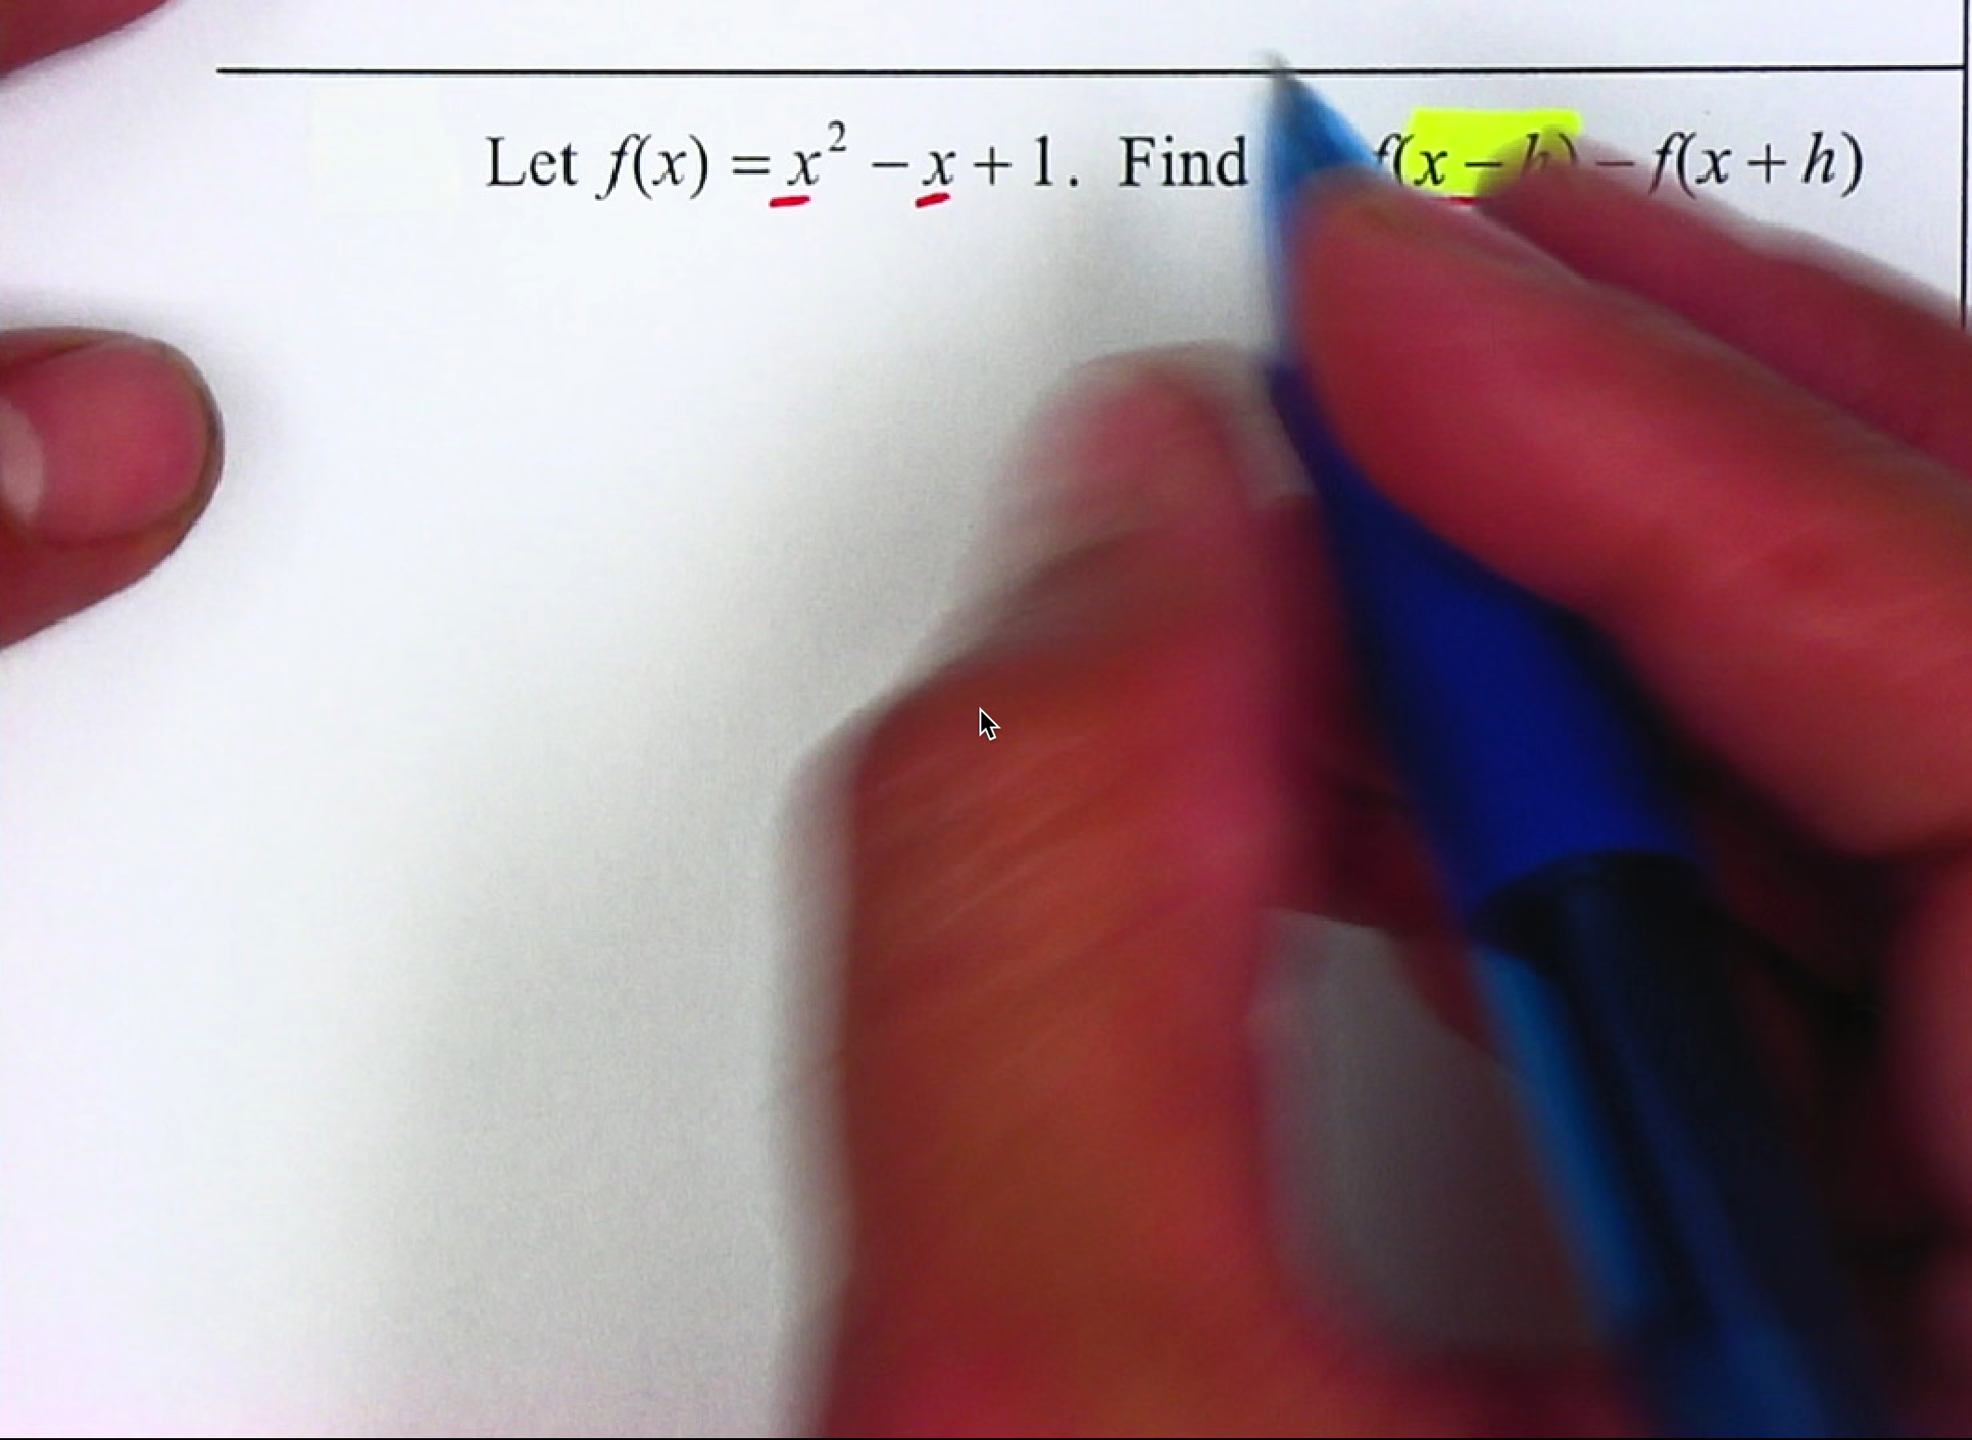 Let f(x) = x² − x + 1. Find f(x − h) − f(x + h)